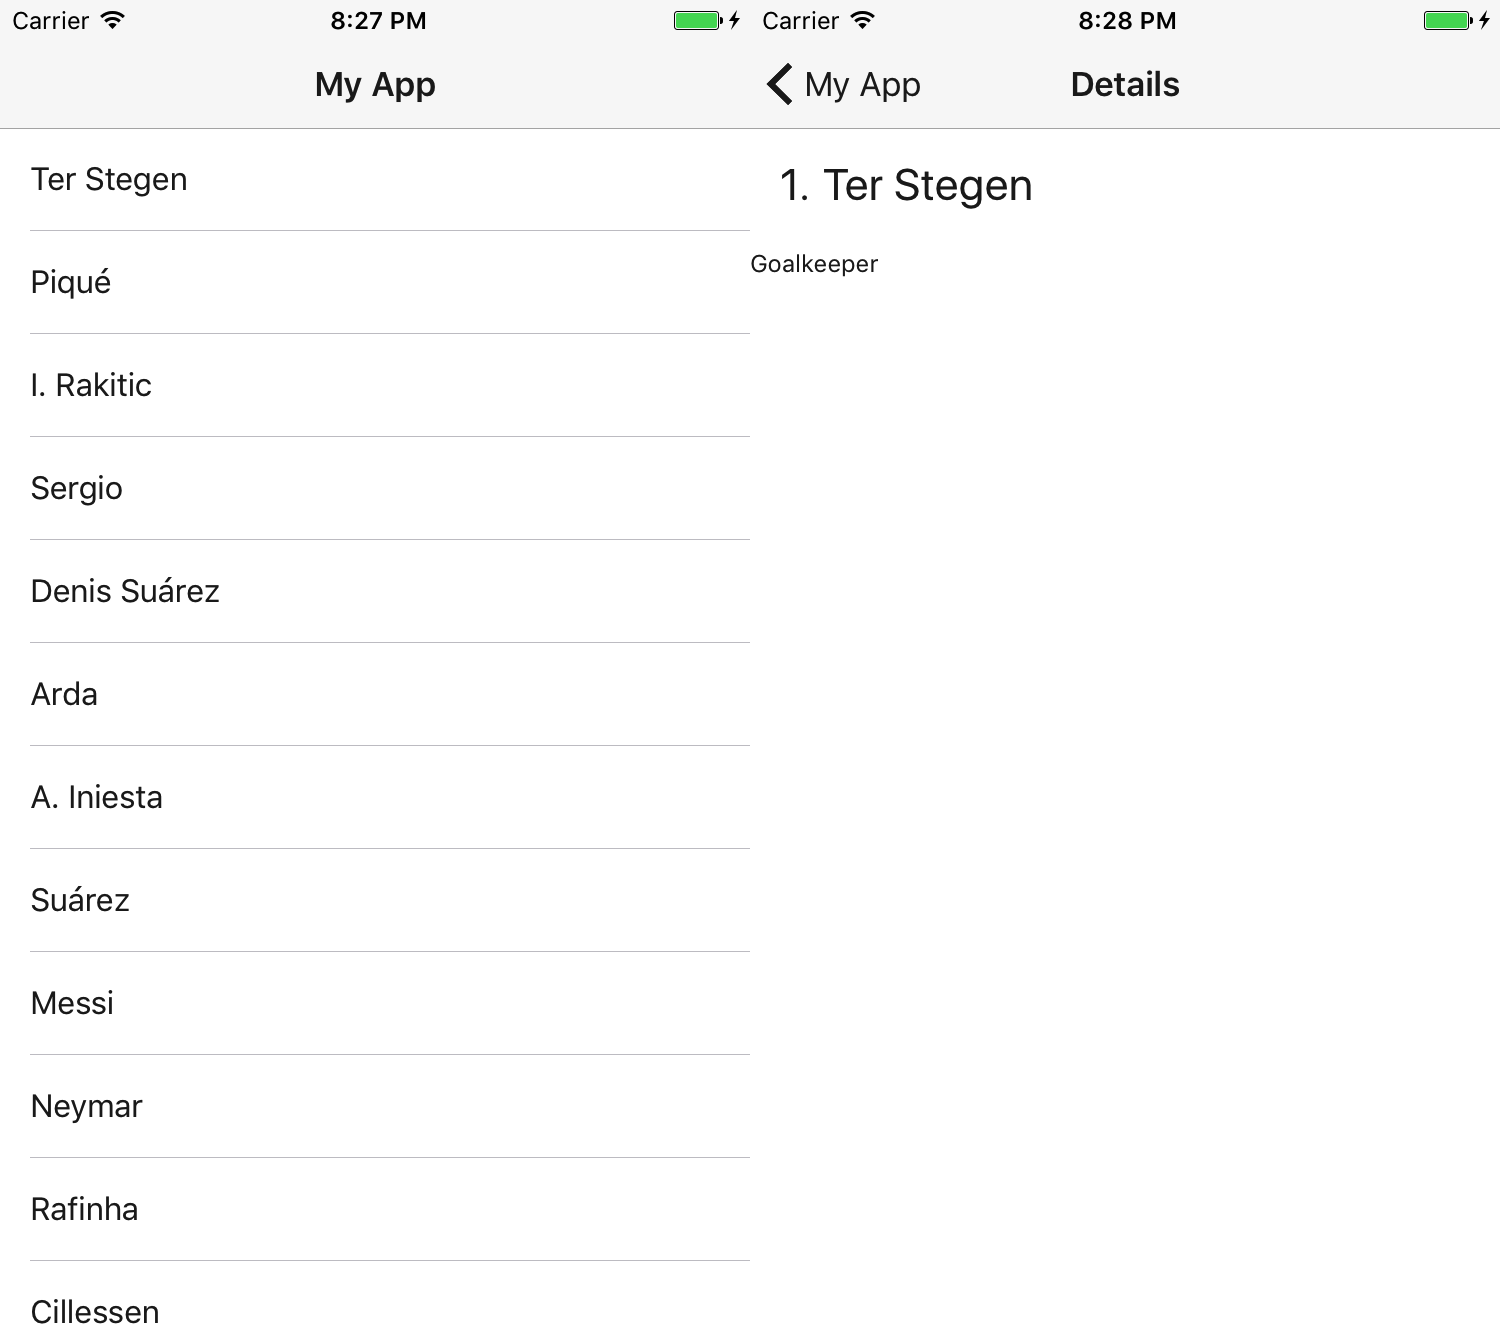 Carrier 8:27 PM
My App
Ter Stegen
Piqué
I. Rakitic
Sergio
Denis Suárez
Arda
A. Iniesta
Suárez
Messi
Neymar
Rafinha
Cillessen
Carrier 8:28 PM
My App Details
1. Ter Stegen
Goalkeeper